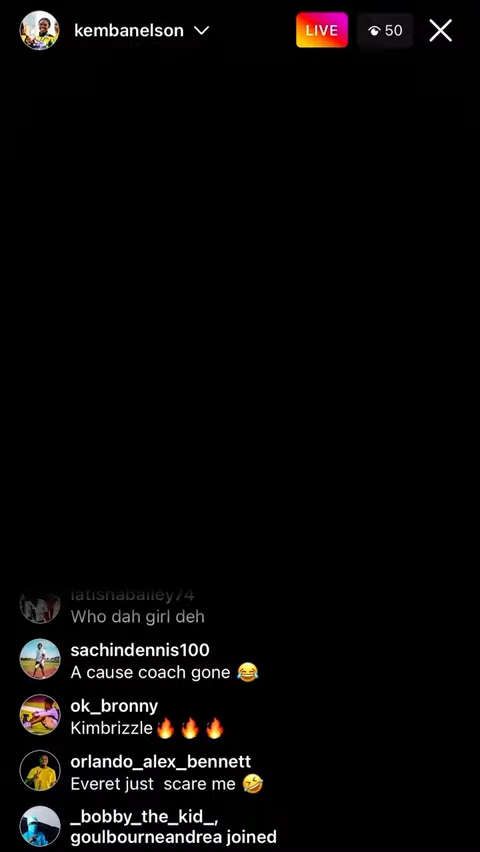 kembanelson
LIVE
50
latishabailey74
Who dah girl deh
sachindennis100
A cause coach gone 😂
ok_bronny
Kimbrizzle🔥🔥🔥
orlando_alex_bennett
Everet just  scare me 🤣
_bobby_the_kid_,
goulbourneandrea joined